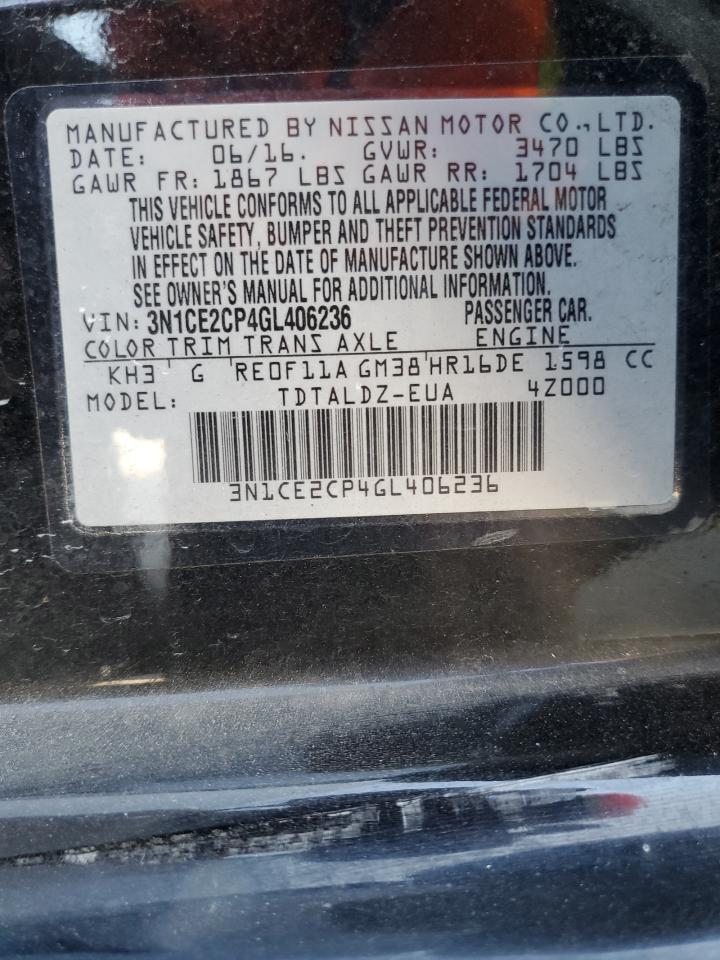 MANUFACTURED BY NISSAN MOTOR CO.,LTD.
DATE: 06/16. GVWR: 3470 LBS
GAWR FR: 1867 LBS GAWR RR: 1704 LBS
THIS VEHICLE CONFORMS TO ALL APPLICABLE FEDERAL MOTOR
VEHICLE SAFETY, BUMPER AND THEFT PREVENTION STANDARDS
IN EFFECT ON THE DATE OF MANUFACTURE SHOWN ABOVE.
SEE OWNER'S MANUAL FOR ADDITIONAL INFORMATION.
VIN: 3N1CE2CP4GL406236 PASSENGER CAR.
COLOR TRIM TRANS AXLE ENGINE
KH3 G RE0F11A GM38 HR16DE 1598 CC
MODEL: TDTALDZ-EUA 4Z000
3N1CE2CP4GL406236